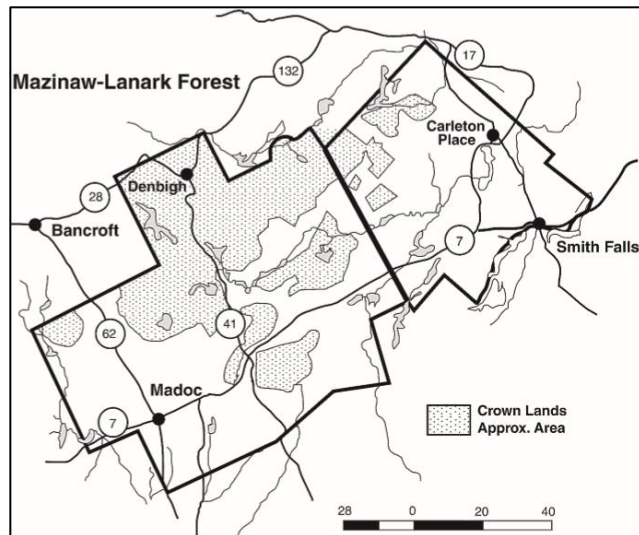 17
132
Mazinaw-Lanark Forest
Carleton
Place
Denbigh
28
Bancroft
7
Smith Falls
62
41
Madoc
7
Crown Lands
Approx. Area
28 0 20 40